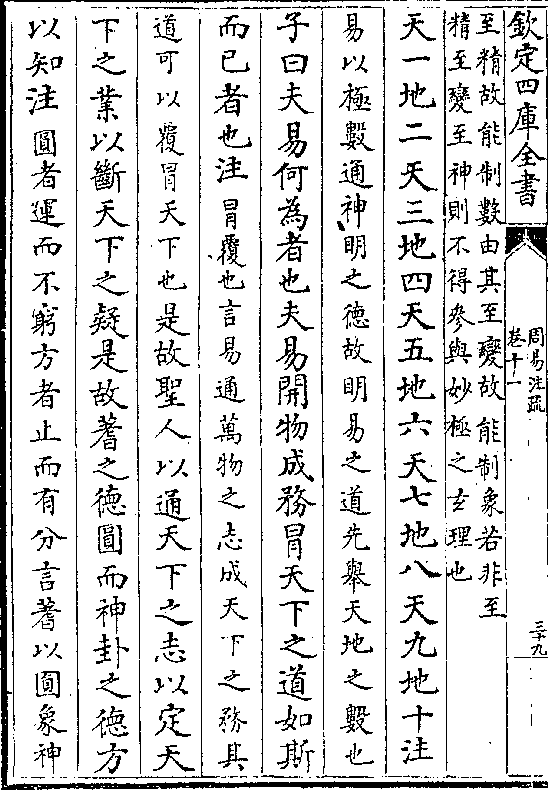 欽定四庫全書
周易注疏
卷十一
三十九
至精故能制數由其至變故能制象若非至
精至變至神則不得參與妙極之玄理也
天一地二天三地四天五地六天七地八天九地十注
易以極數通神明之德故明易之道先舉天地之數也
子曰夫易何為者也夫易開物成務冒天下之道如斯
而已者也注冒覆也言易通萬物之志成天下之務其
道可以覆冒天下也是故聖人以通天下之志以定天
下之業以斷天下之疑是故蓍之德圓而神卦之德方
以知注圓者運而不窮方者止而有分言蓍以圓象神